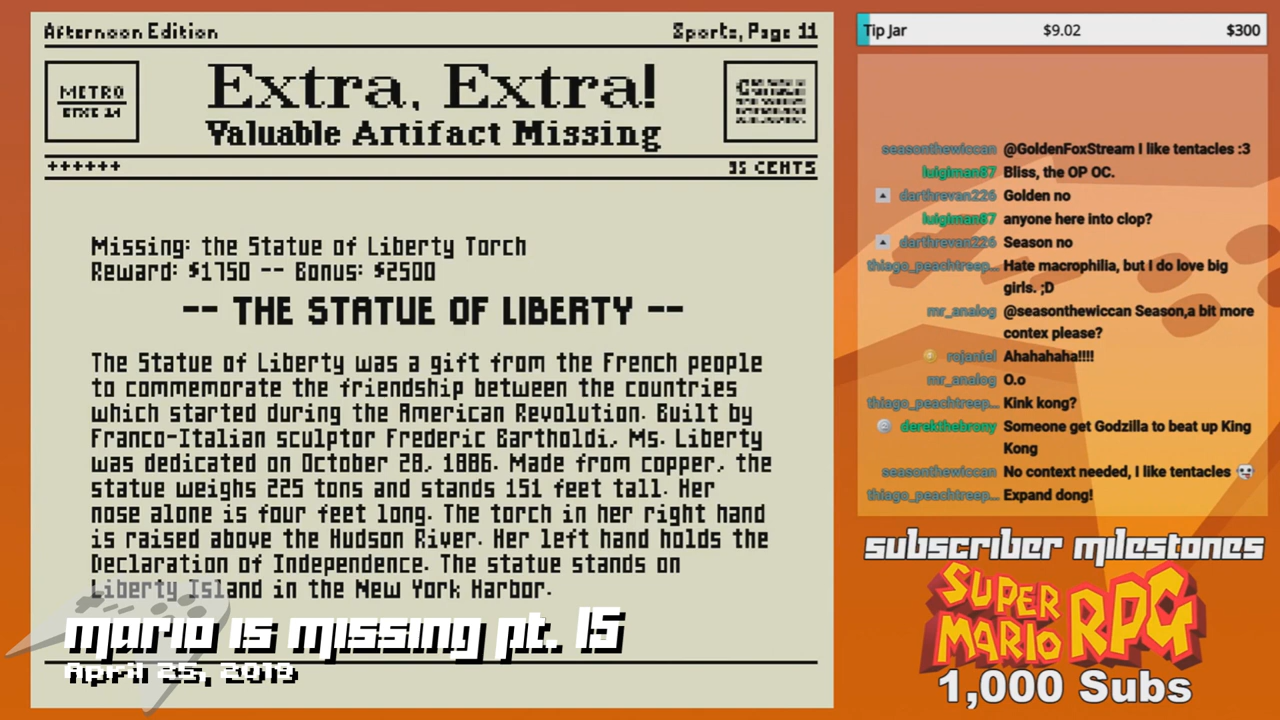 Afternoon Edition
Sports, Page 11
METRO
Extra, Extra!
Valuable Artifact Missing
++++++
35 CENTS
Missing: the Statue of Liberty Torch
Reward: $1750 -- Bonus: $2500
-- THE STATUE OF LIBERTY --
The Statue of Liberty was a gift from the French people
to commemorate the friendship between the countries
which started during the American Revolution. Built by
Franco-Italian sculptor Frederic Bartholdi, Ms. Liberty
was dedicated on October 28, 1886. Made from copper, the
statue weighs 225 tons and stands 151 feet tall. Her
nose alone is four feet long. The torch in her right hand
is raised above the Hudson River. Her left hand holds the
Declaration of Independence. The statue stands on
Liberty Island in the New York Harbor.
mario is missing pt. 15
April 25, 2019
Tip Jar $9.02 $300
seasonthewiccan @GoldenFoxStream I like tentacles :3
luigiman87 Bliss, the OP OC.
darthrevan226 Golden no
luigiman87 anyone here into clop?
darthrevan226 Season no
thiago_peachtreep... Hate macrophilia, but I do love big
girls. ;D
mr_analog @seasonthewiccan Season,a bit more
contex please?
rojaniel Ahahahaha!!!!
mr_analog O.o
thiago_peachtreep... Kink kong?
derekthebrony Someone get Godzilla to beat up King
Kong
seasonthewiccan No context needed, I like tentacles
thiago_peachtreep... Expand dong!
subscriber milestones
SUPER
MARIO
RPG
1,000 Subs